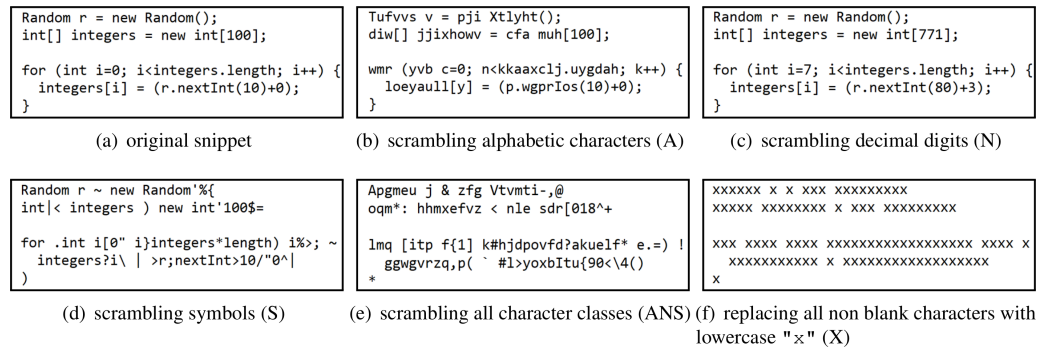 Random r = new Random();
int[] integers = new int[100];
for (int i=0; i<integers.length; i++) {
integers[i] = (r.nextInt(10)+0);
}
(a) original snippet
Tufvvs v = pji Xtlyht();
diw[] jjixhowv = cfa muh[100];
wmr (yvb c=0; n<kkaaxclj.uygdah; k++) {
loeyaull[y] = (p.wgprIos(10)+0);
}
(b) scrambling alphabetic characters (A)
Random r = new Random();
int[] integers = new int[771];
for (int i=7; i<integers.length; i++) {
integers[i] = (r.nextInt(80)+3);
}
(c) scrambling decimal digits (N)
Random r ~ new Random'%{
int|< integers ) new int'100$=
for .int i[0" i}integers*length) i%>; ~
integers?i\ | >r;nextInt>10/"0^|
)
(d) scrambling symbols (S)
Apgmeu j & zfg Vtvmti-,@
oqm*: hhmxefvz < nle sdr[018^+
lmq [itp f{1] k#hjdpovfd?akuelf* e.=) !
ggwgvrzq,p( ` #l>yoxbItu{90<\4()
*
(e) scrambling all character classes (ANS)
xxxxxx x x xxx xxxxxxxxx
xxxxx xxxxxxxx x xxx xxxxxxxxx
xxx xxxx xxxx xxxxxxxxxxxxxxxxxx xxxx x
xxxxxxxxxxx x xxxxxxxxxxxxxxxxxx
x
(f) replacing all non blank characters with
lowercase "x" (X)